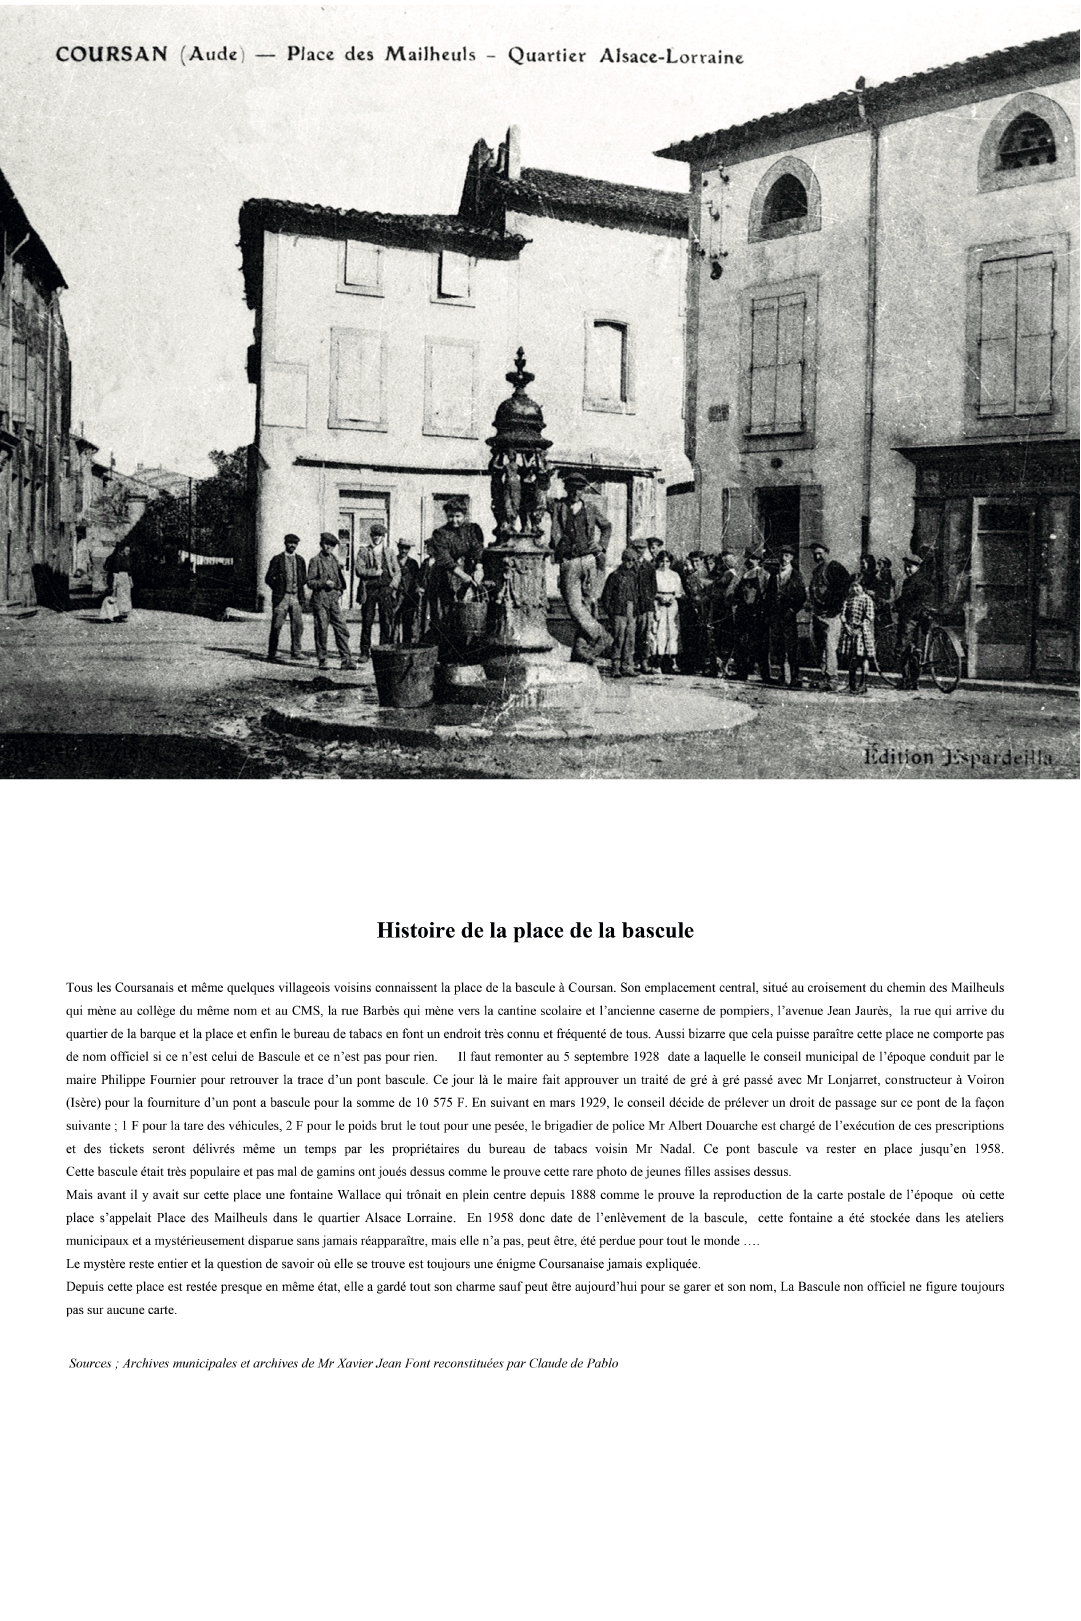 COURSAN (Aude) — Place des Mailheuls – Quartier Alsace-Lorraine
Édition Espardeilla
Histoire de la place de la bascule
Tous les Coursanais et même quelques villageois voisins connaissent la place de la bascule à Coursan. Son emplacement central, situé au croisement du chemin des Mailheuls
qui mène au collège du même nom et au CMS, la rue Barbès qui mène vers la cantine scolaire et l’ancienne caserne de pompiers, l’avenue Jean Jaurès, la rue qui arrive du
quartier de la barque et la place et enfin le bureau de tabacs en font un endroit très connu et fréquenté de tous. Aussi bizarre que cela puisse paraître cette place ne comporte pas
de nom officiel si ce n’est celui de Bascule et ce n’est pas pour rien. Il faut remonter au 5 septembre 1928 date a laquelle le conseil municipal de l’époque conduit par le
maire Philippe Fournier pour retrouver la trace d’un pont bascule. Ce jour là le maire fait approuver un traité de gré à gré passé avec Mr Lonjarret, constructeur à Voiron
(Isère) pour la fourniture d’un pont a bascule pour la somme de 10 575 F. En suivant en mars 1929, le conseil décide de prélever un droit de passage sur ce pont de la façon
suivante ; 1 F pour la tare des véhicules, 2 F pour le poids brut le tout pour une pesée, le brigadier de police Mr Albert Douarche est chargé de l’exécution de ces prescriptions
et des tickets seront délivrés même un temps par les propriétaires du bureau de tabacs voisin Mr Nadal. Ce pont bascule va rester en place jusqu’en 1958.
Cette bascule était très populaire et pas mal de gamins ont joués dessus comme le prouve cette rare photo de jeunes filles assises dessus.
Mais avant il y avait sur cette place une fontaine Wallace qui trônait en plein centre depuis 1888 comme le prouve la reproduction de la carte postale de l’époque où cette
place s’appelait Place des Mailheuls dans le quartier Alsace Lorraine. En 1958 donc date de l’enlèvement de la bascule, cette fontaine a été stockée dans les ateliers
municipaux et a mystérieusement disparue sans jamais réapparaître, mais elle n’a pas, peut être, été perdue pour tout le monde ….
Le mystère reste entier et la question de savoir où elle se trouve est toujours une énigme Coursanaise jamais expliquée.
Depuis cette place est restée presque en même état, elle a gardé tout son charme sauf peut être aujourd’hui pour se garer et son nom, La Bascule non officiel ne figure toujours
pas sur aucune carte.
Sources ; Archives municipales et archives de Mr Xavier Jean Font reconstituées par Claude de Pablo